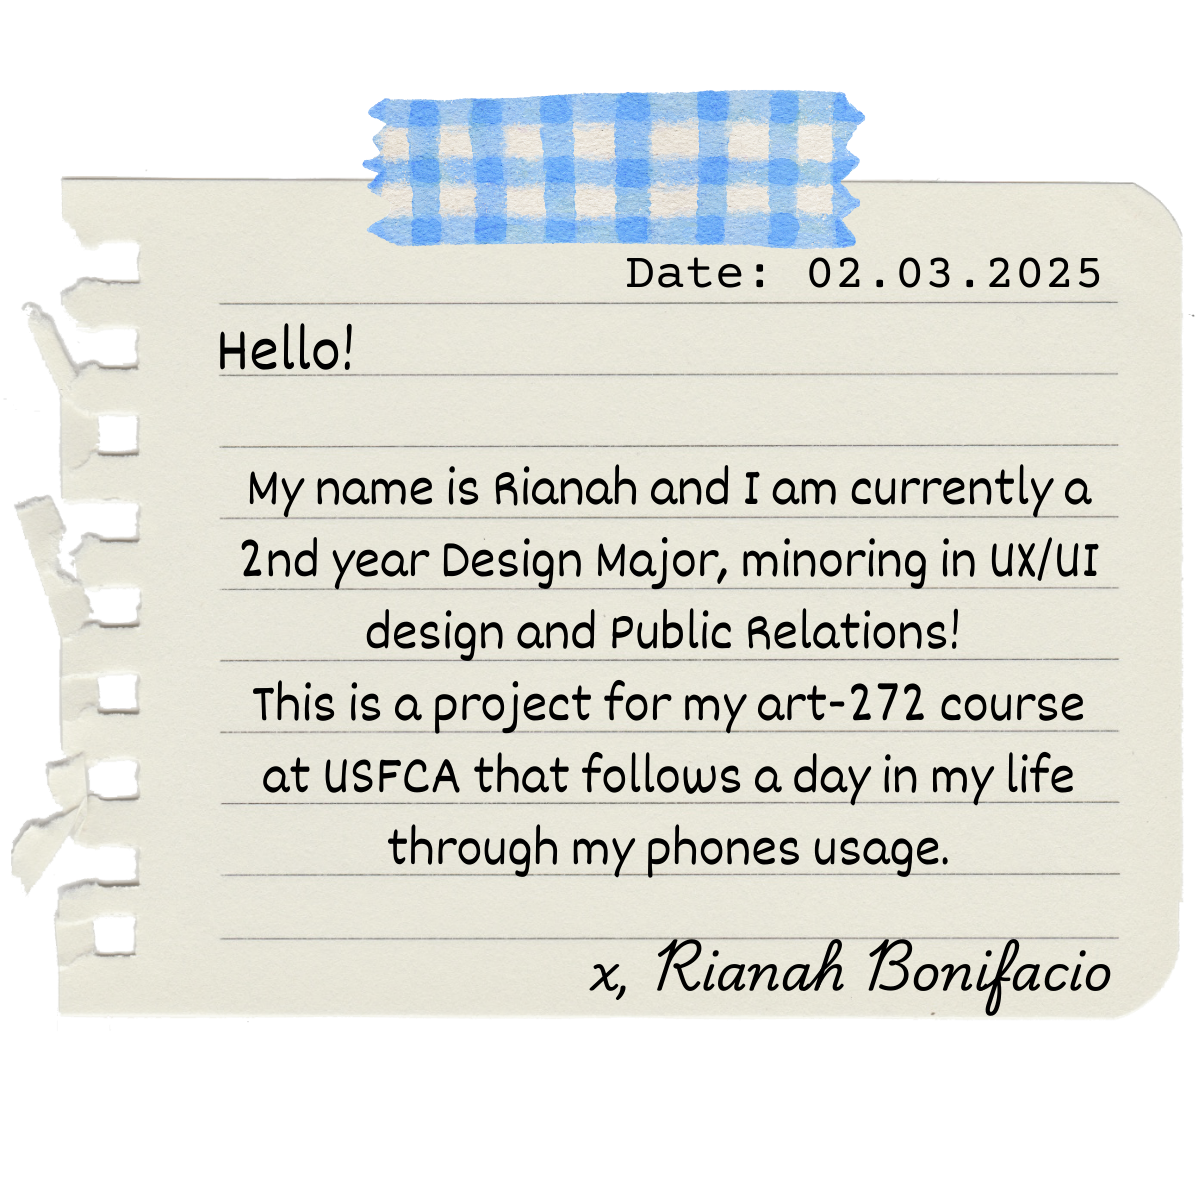 Date: 02.03.2025
Hello!
My name is Rianah and I am currently a
2nd year Design Major, minoring in UX/UI
design and Public Relations!
This is a project for my art-272 course
at USFCA that follows a day in my life
through my phones usage.
x, Rianah Bonifacio